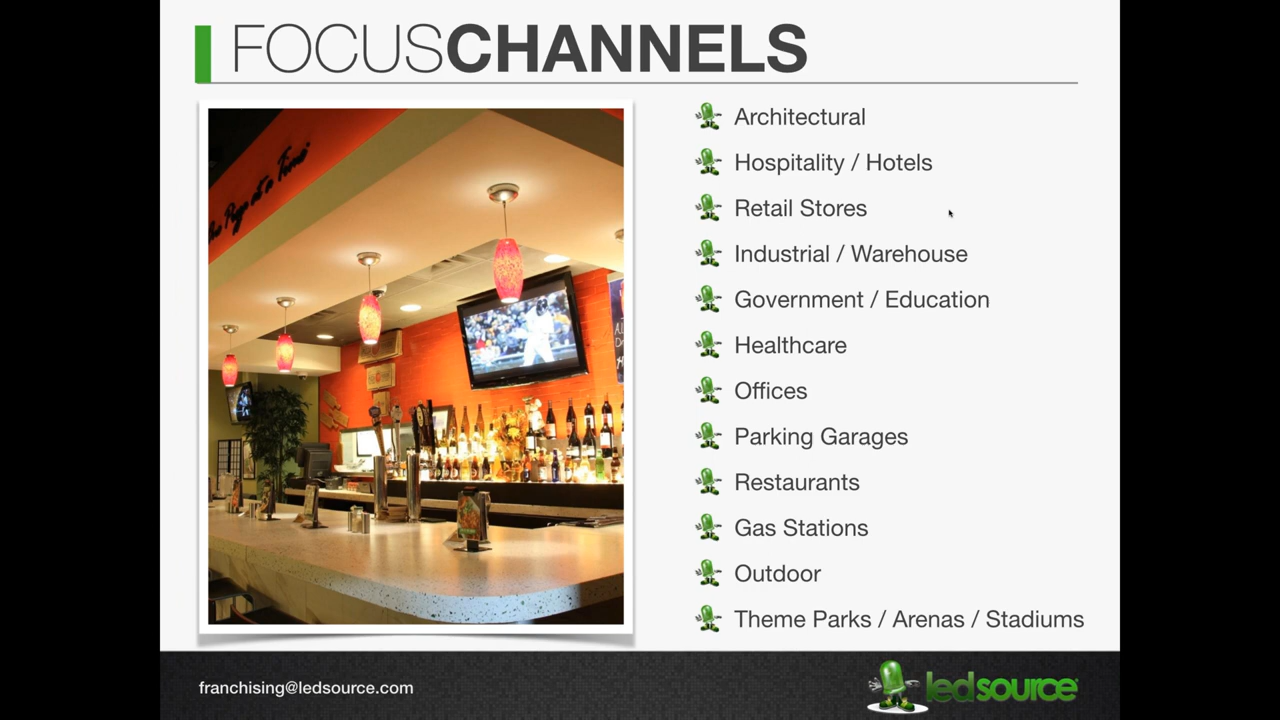 FOCUSCHANNELS
Architectural
Hospitality / Hotels
Retail Stores
Industrial / Warehouse
Government / Education
Healthcare
Offices
Parking Garages
Restaurants
Gas Stations
Outdoor
Theme Parks / Arenas / Stadiums
franchising@ledsource.com
ledsource